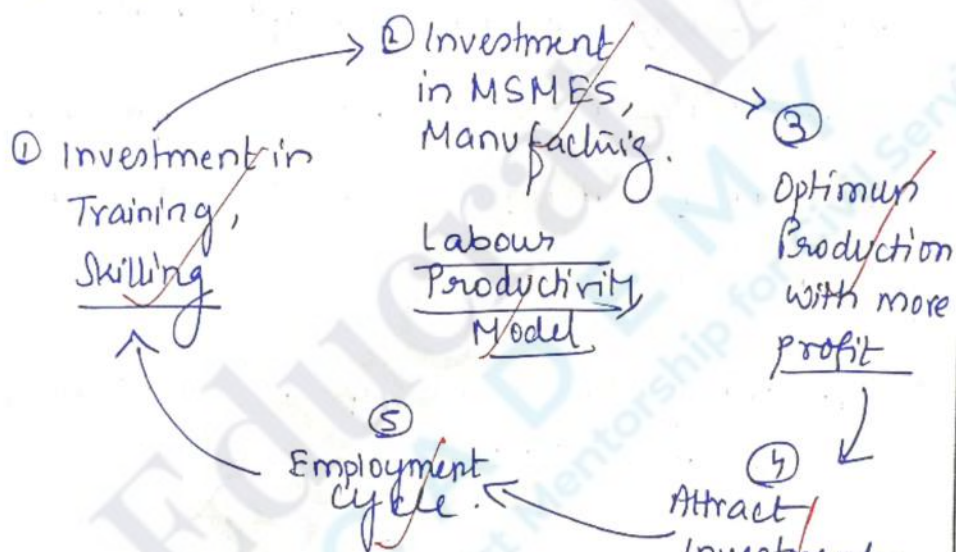 ① Investment in
Training,
Skilling
② Investment
in MSMES,
Manufacturing.
③
Optimum
Production
with more
profit
④
Attract
Investment
⑤
Employment
cycle.
Labour
Productivity
Model